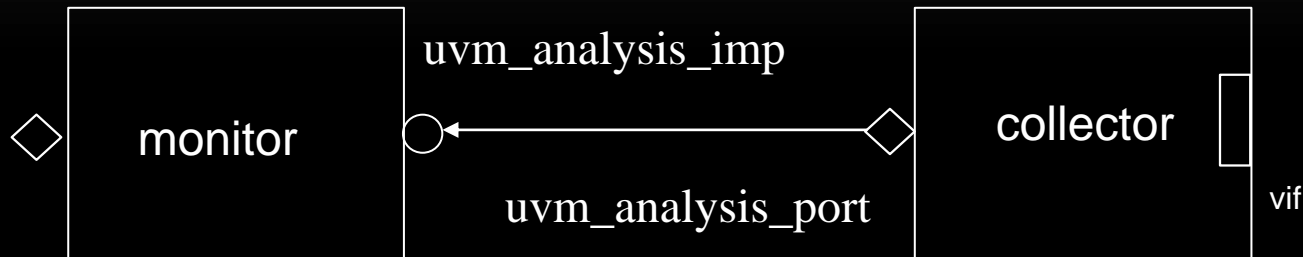 uvm_analysis_imp
monitor
collector
uvm_analysis_port
vif